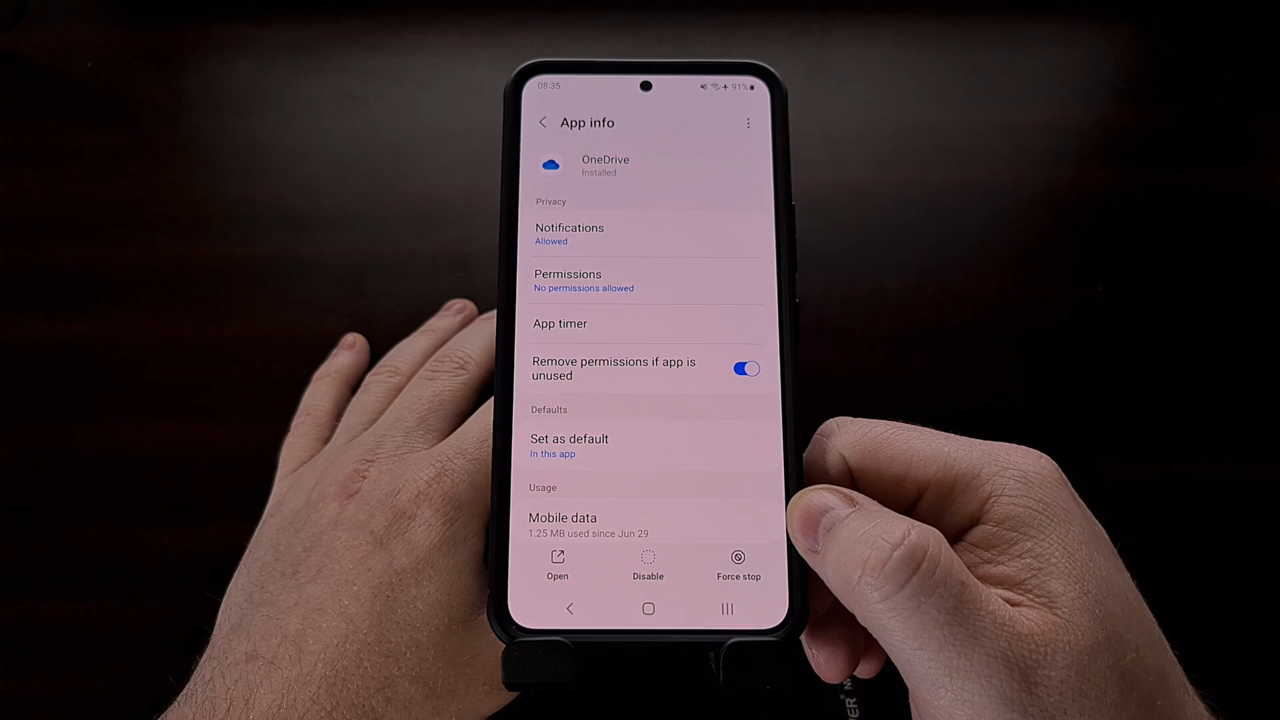 08:35
91%
App info
OneDrive
Installed
Privacy
Notifications
Allowed
Permissions
No permissions allowed
App timer
Remove permissions if app is
unused
Defaults
Set as default
In this app
Usage
Mobile data
1.25 MB used since Jun 29
Open
Disable
Force stop